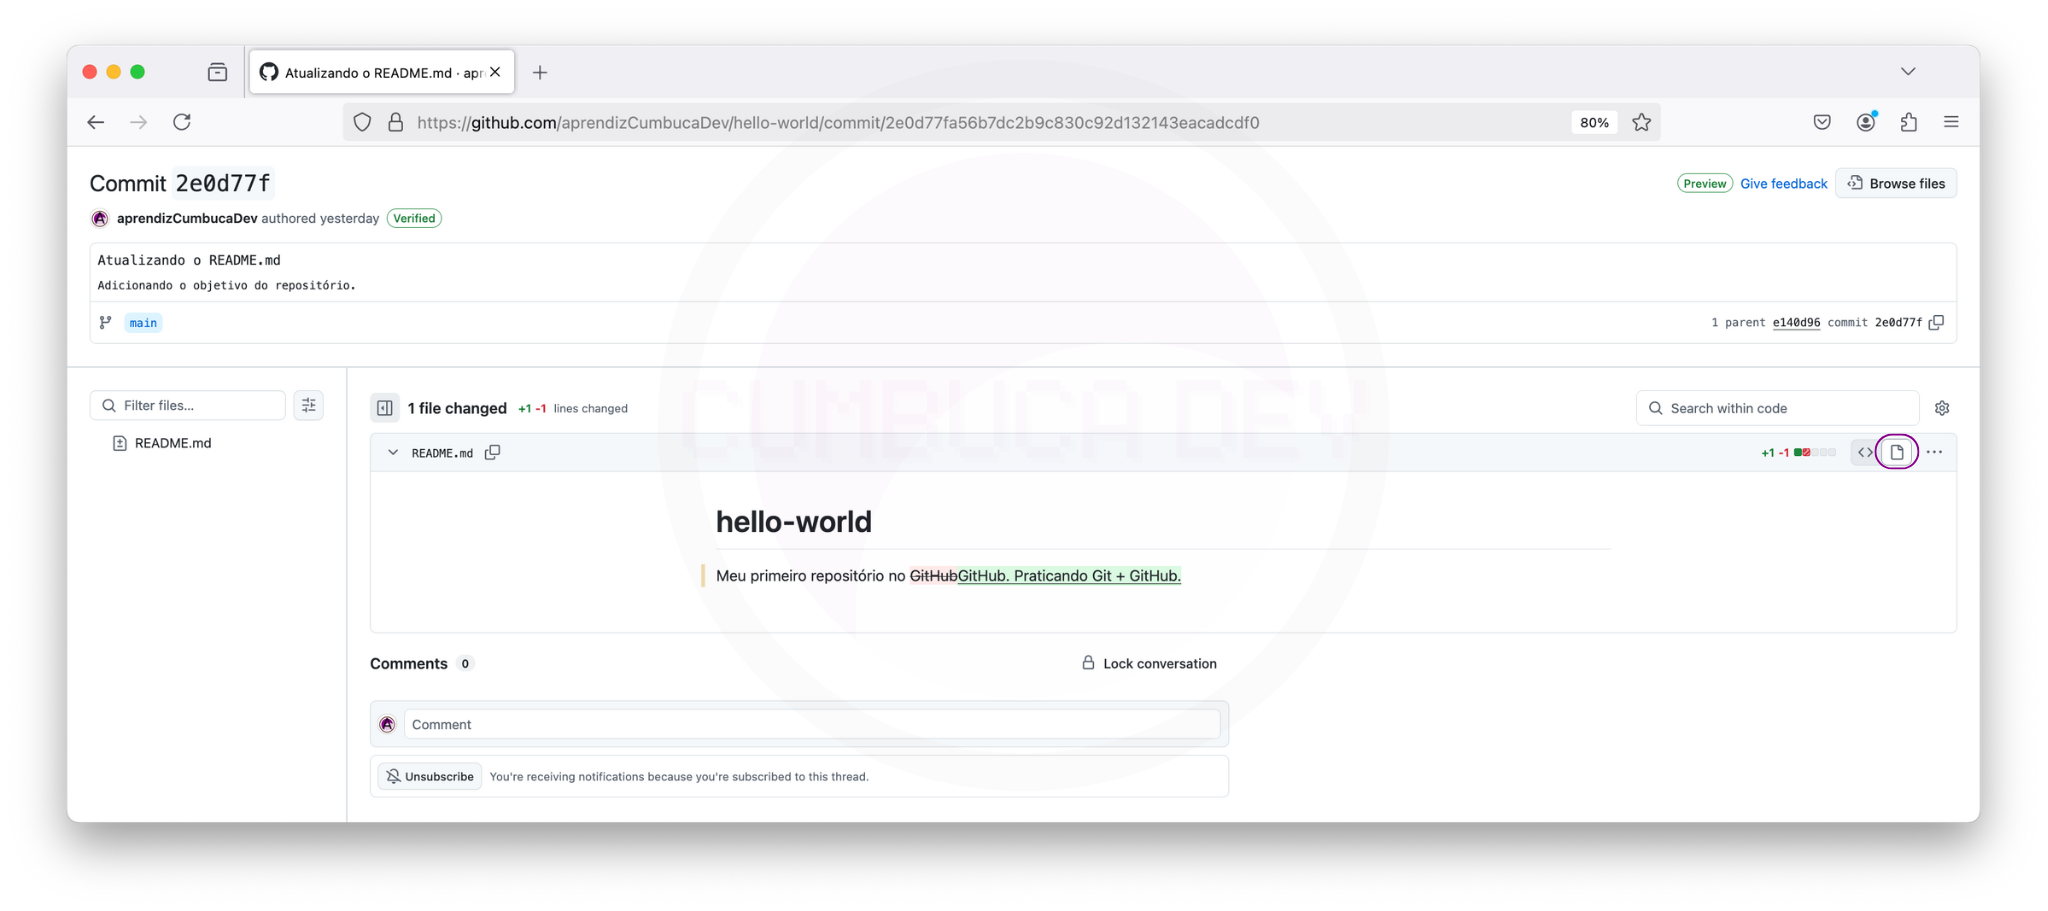 Atualizando o README.md · apr
https://github.com/aprendizCumbucaDev/hello-world/commit/2e0d77fa56b7dc2b9c830c92d132143eacadcdf0
80%
Commit 2e0d77f
Preview Give feedback Browse files
aprendizCumbucaDev authored yesterday Verified
Atualizando o README.md
Adicionando o objetivo do repositório.
main
1 parent e140d96 commit 2e0d77f
Filter files...
README.md
1 file changed +1 -1 lines changed
Search within code
README.md
+1 -1
hello-world
Meu primeiro repositório no GitHubGitHub. Praticando Git + GitHub.
CUMBUCA DEV
Comments 0
Lock conversation
Comment
Unsubscribe You're receiving notifications because you're subscribed to this thread.